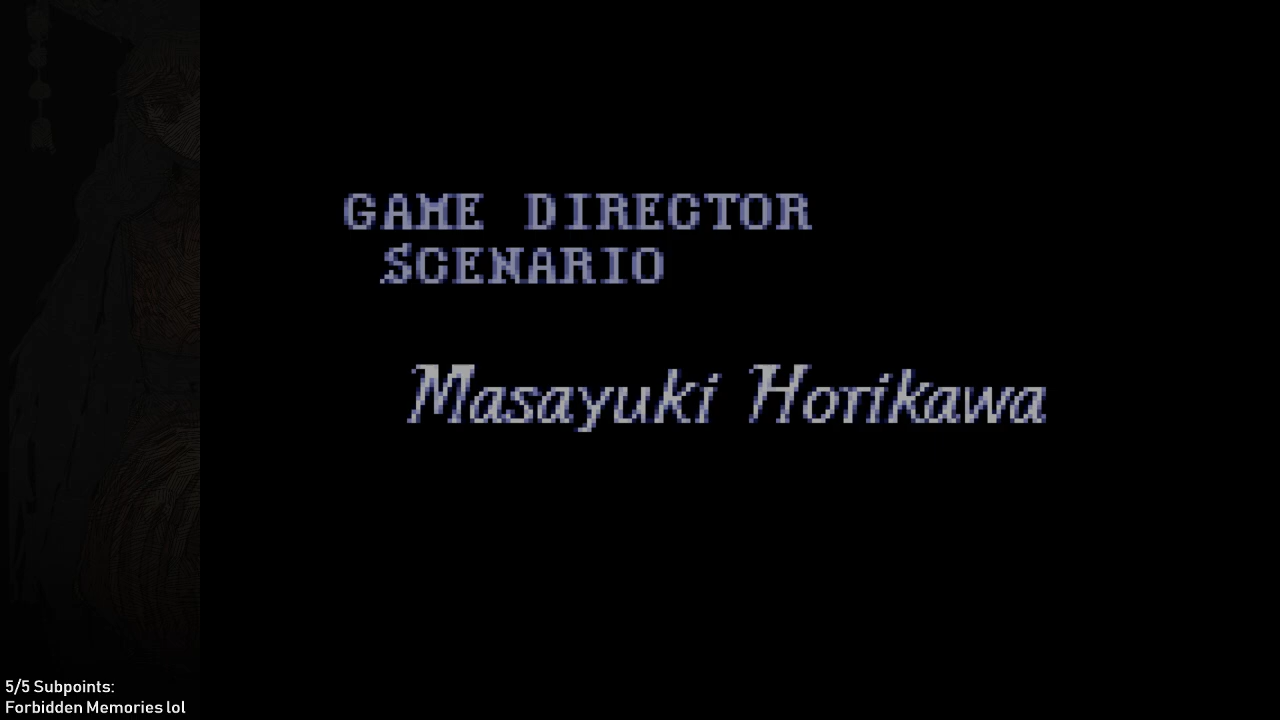 GAME DIRECTOR
SCENARIO
Masayuki Horikawa
5/5 Subpoints:
Forbidden Memories lol